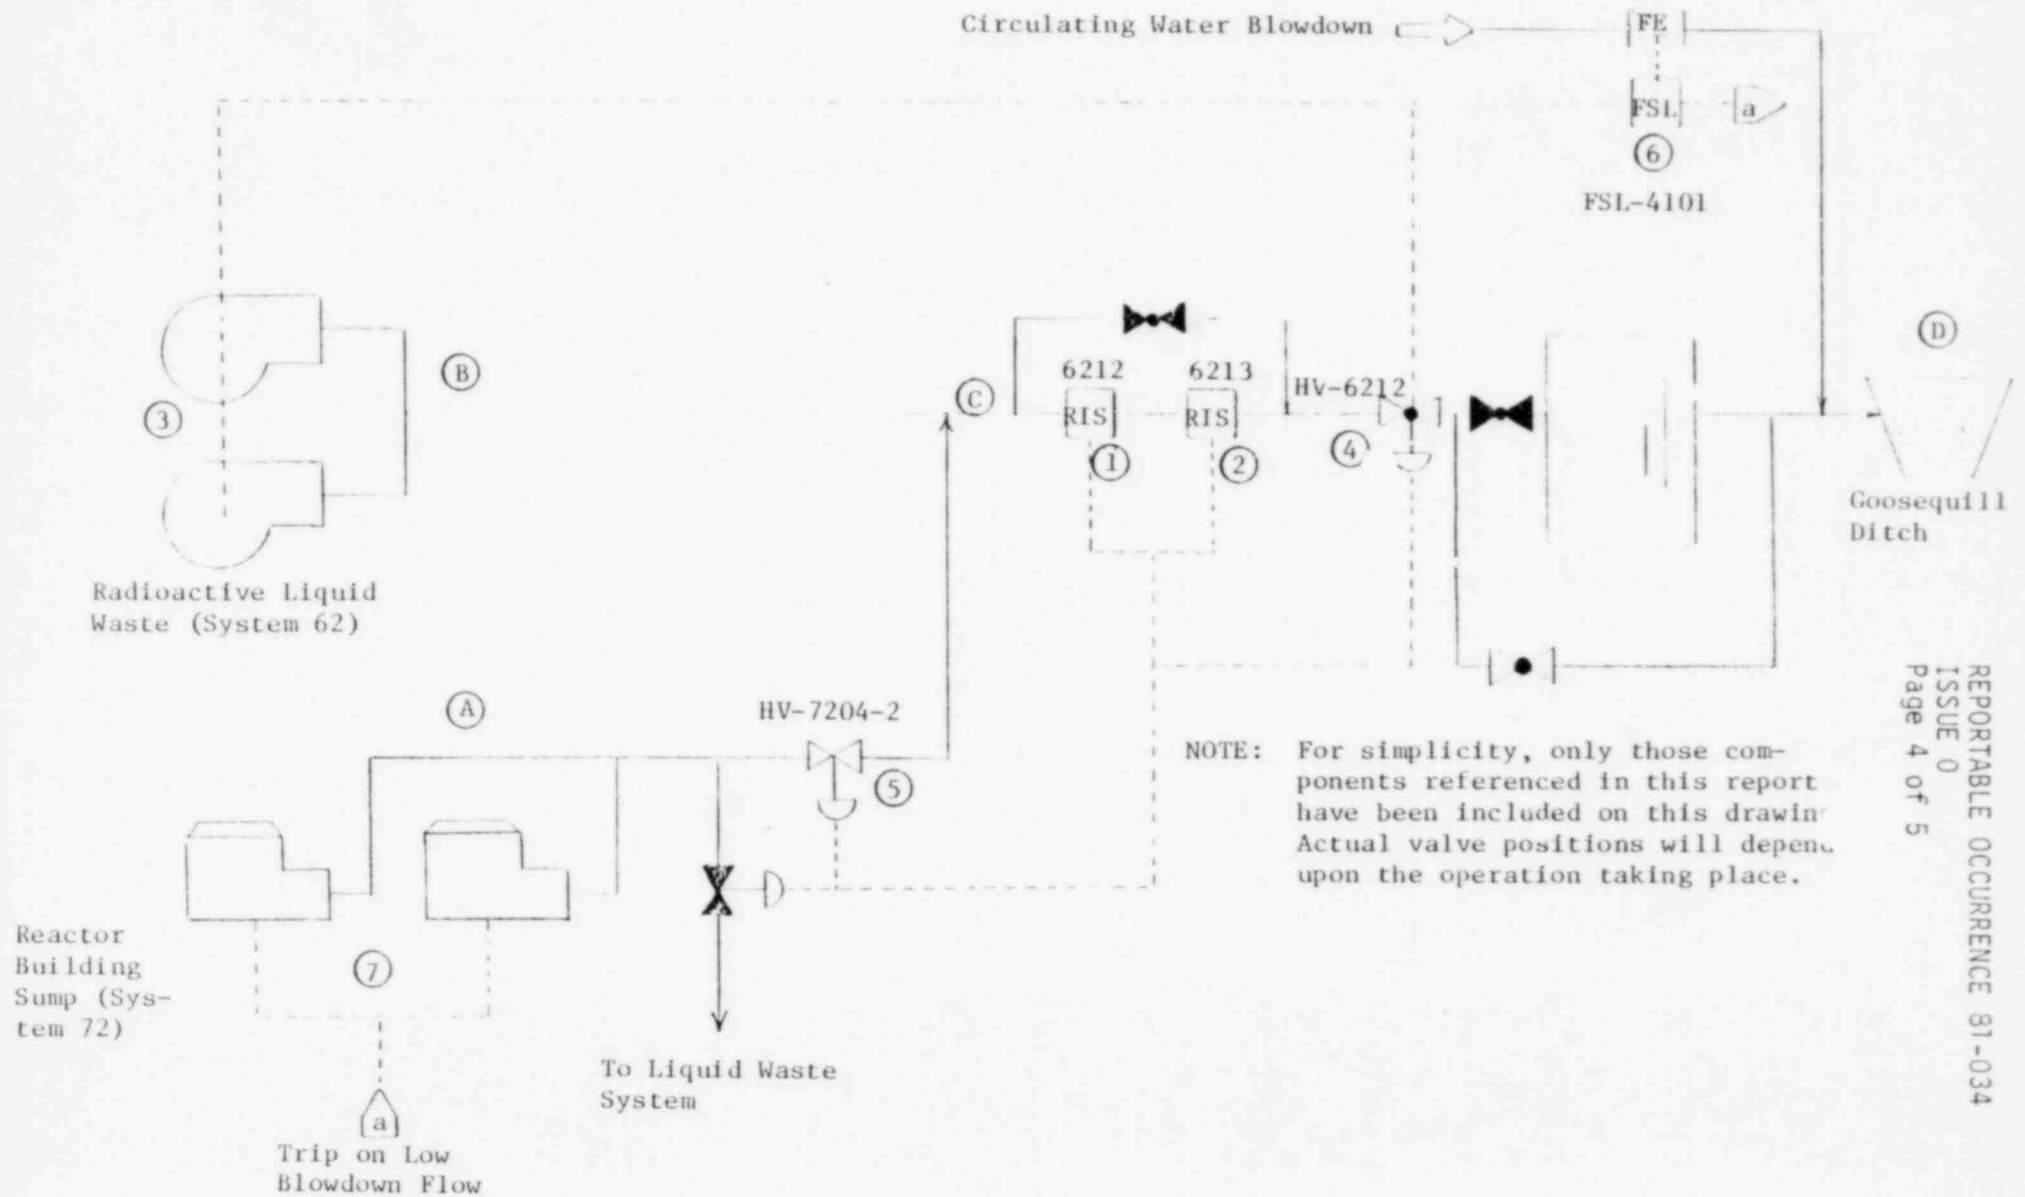 Circulating Water Blowdown
FE
FSL
a
6
FSL-4101
D
B
3
C
6212
6213
HV-6212
RIS
RIS
1
2
4
Goosequill
Ditch
Radioactive Liquid
Waste (System 62)
A
HV-7204-2
5
NOTE: For simplicity, only those com-
ponents referenced in this report
have been included on this drawin
Actual valve positions will depend
upon the operation taking place.
REPORTABLE OCCURRENCE 81-034
ISSUE 0
Page 4 of 5
Reactor
Building
Sump (Sys-
tem 72)
7
To Liquid Waste
System
a
Trip on Low
Blowdown Flow